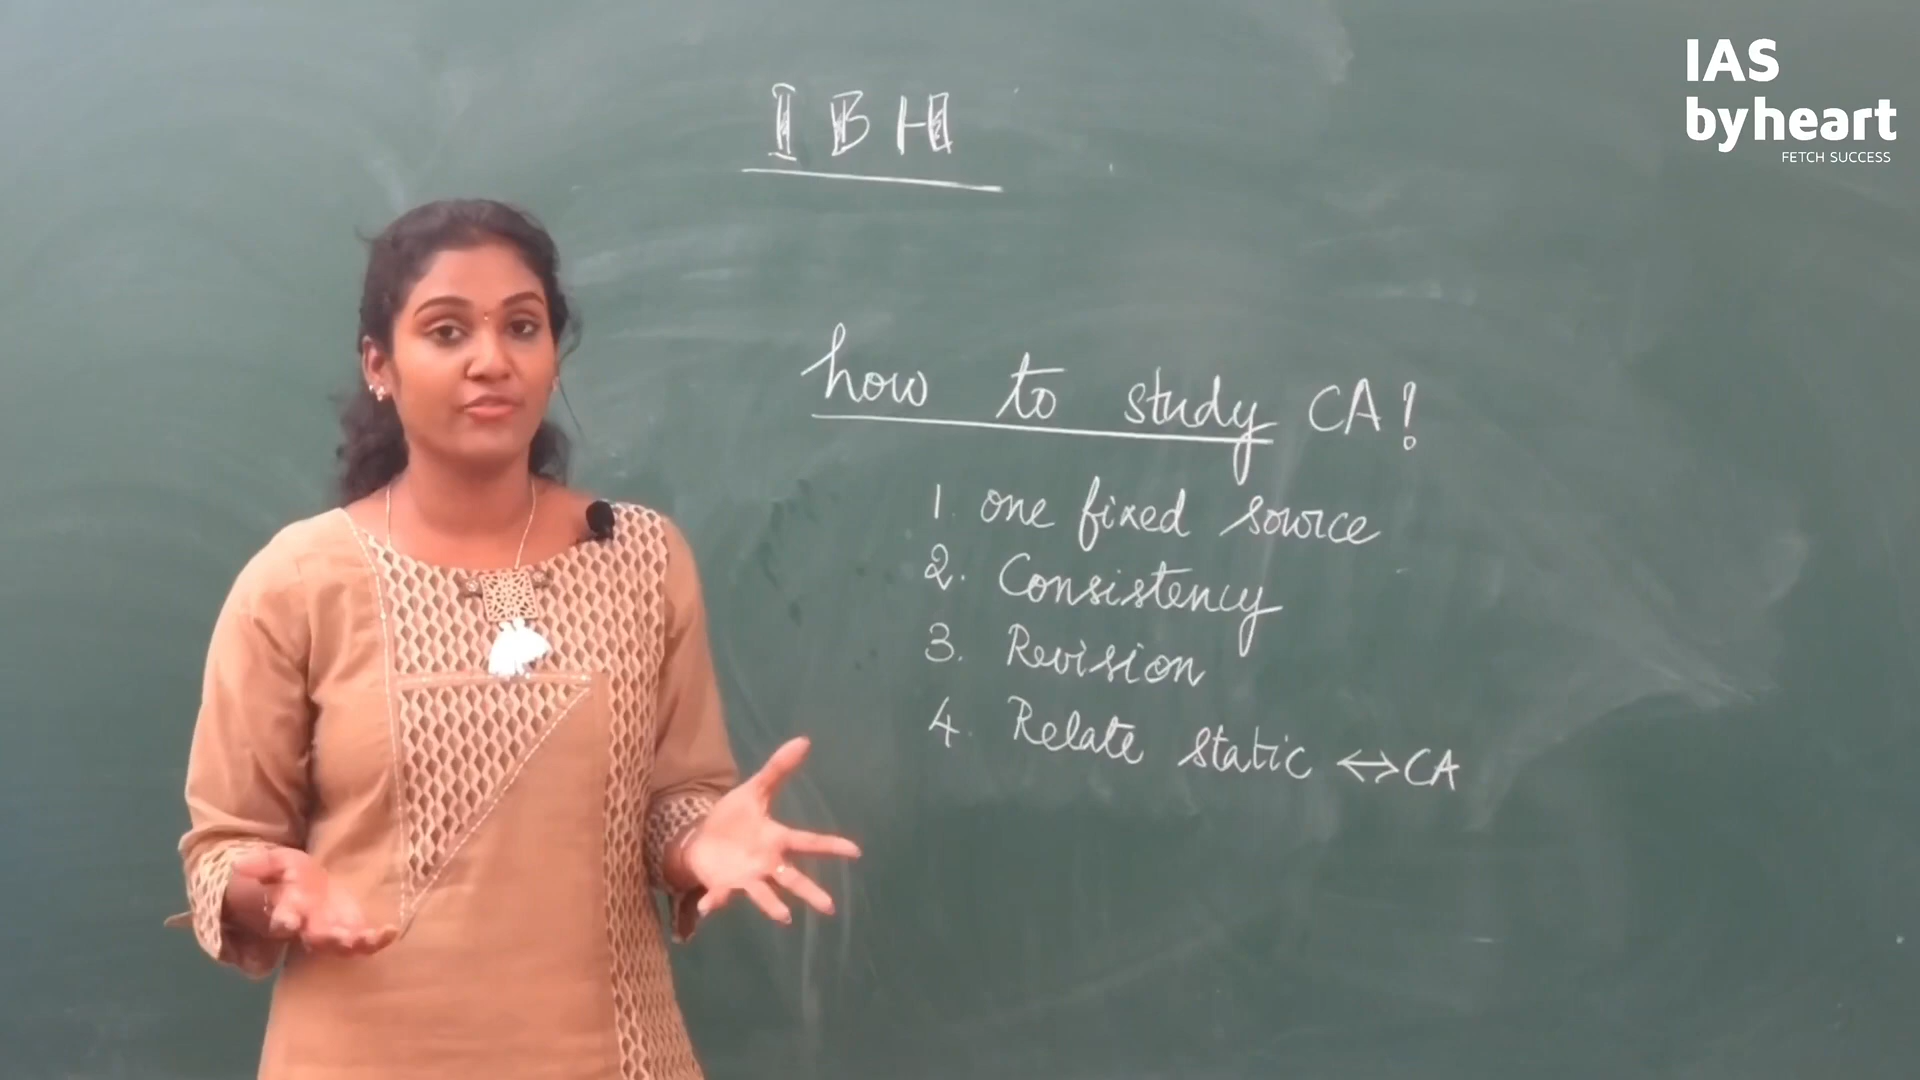 IAS
byheart
FETCH SUCCESS
IBH
how to study CA!
1. one fixed source
2. Consistency
3. Revision
4. Relate static ↔ CA